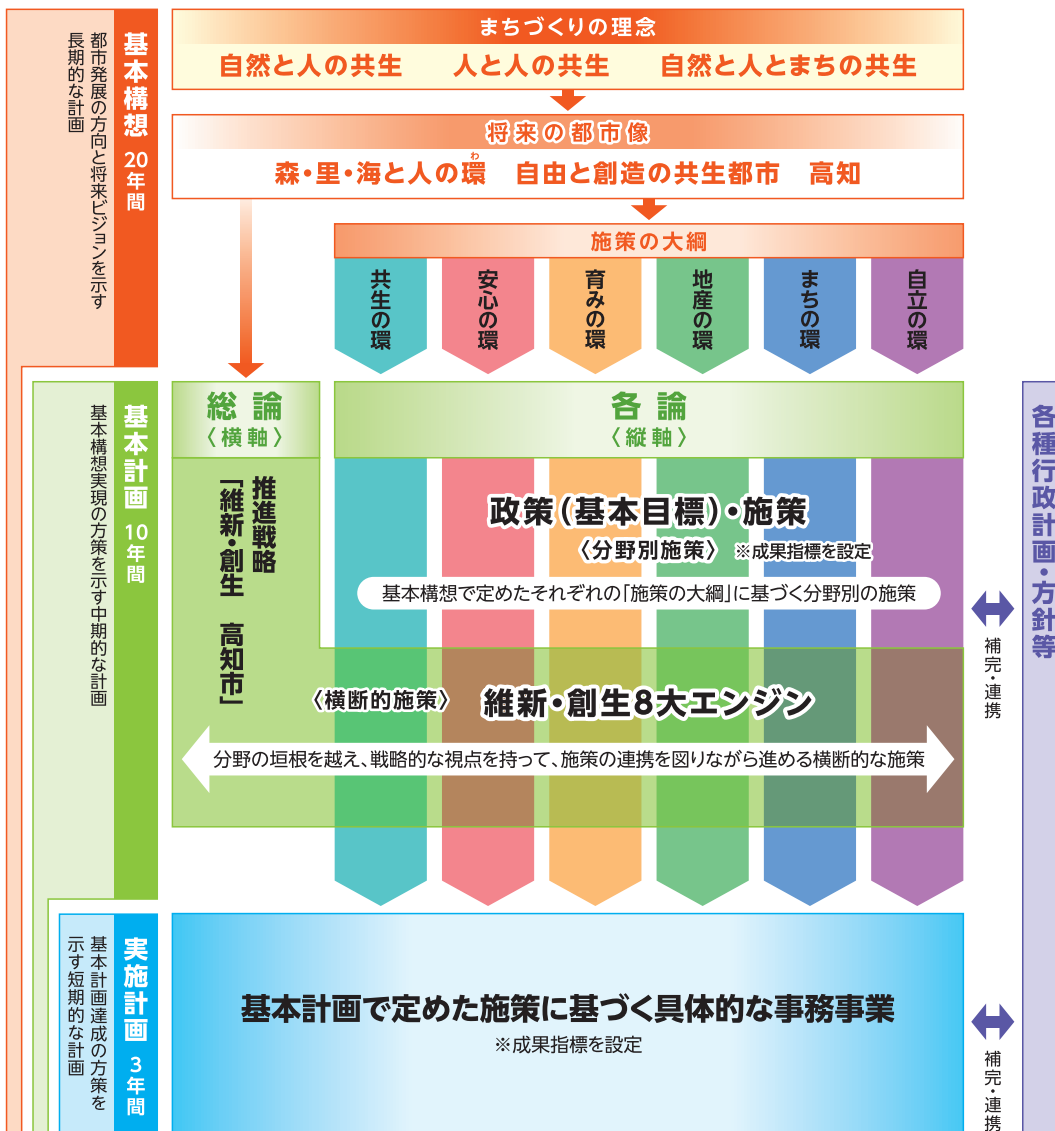 基本構想 20年間
都市発展の方向と将来ビジョンを示す
長期的な計画
まちづくりの理念
自然と人の共生　人と人の共生　自然と人とまちの共生
将来の都市像
わ
森・里・海と人の環　自由と創造の共生都市　高知
施策の大綱
共生の環
安心の環
育みの環
地産の環
まちの環
自立の環
基本計画 10年間
基本構想実現の方策を示す中期的な計画
総論
〈横軸〉
推進戦略
「維新・創生　高知市」
各論
〈縦軸〉
政策（基本目標）・施策
〈分野別施策〉 ※成果指標を設定
基本構想で定めたそれぞれの「施策の大綱」に基づく分野別の施策
〈横断的施策〉 維新・創生8大エンジン
分野の垣根を越え、戦略的な視点を持って、施策の連携を図りながら進める横断的な施策
補完・連携
各種行政計画・方針等
実施計画 3年間
基本計画達成の方策を
示す短期的な計画
基本計画で定めた施策に基づく具体的な事務事業
※成果指標を設定
補完・連携